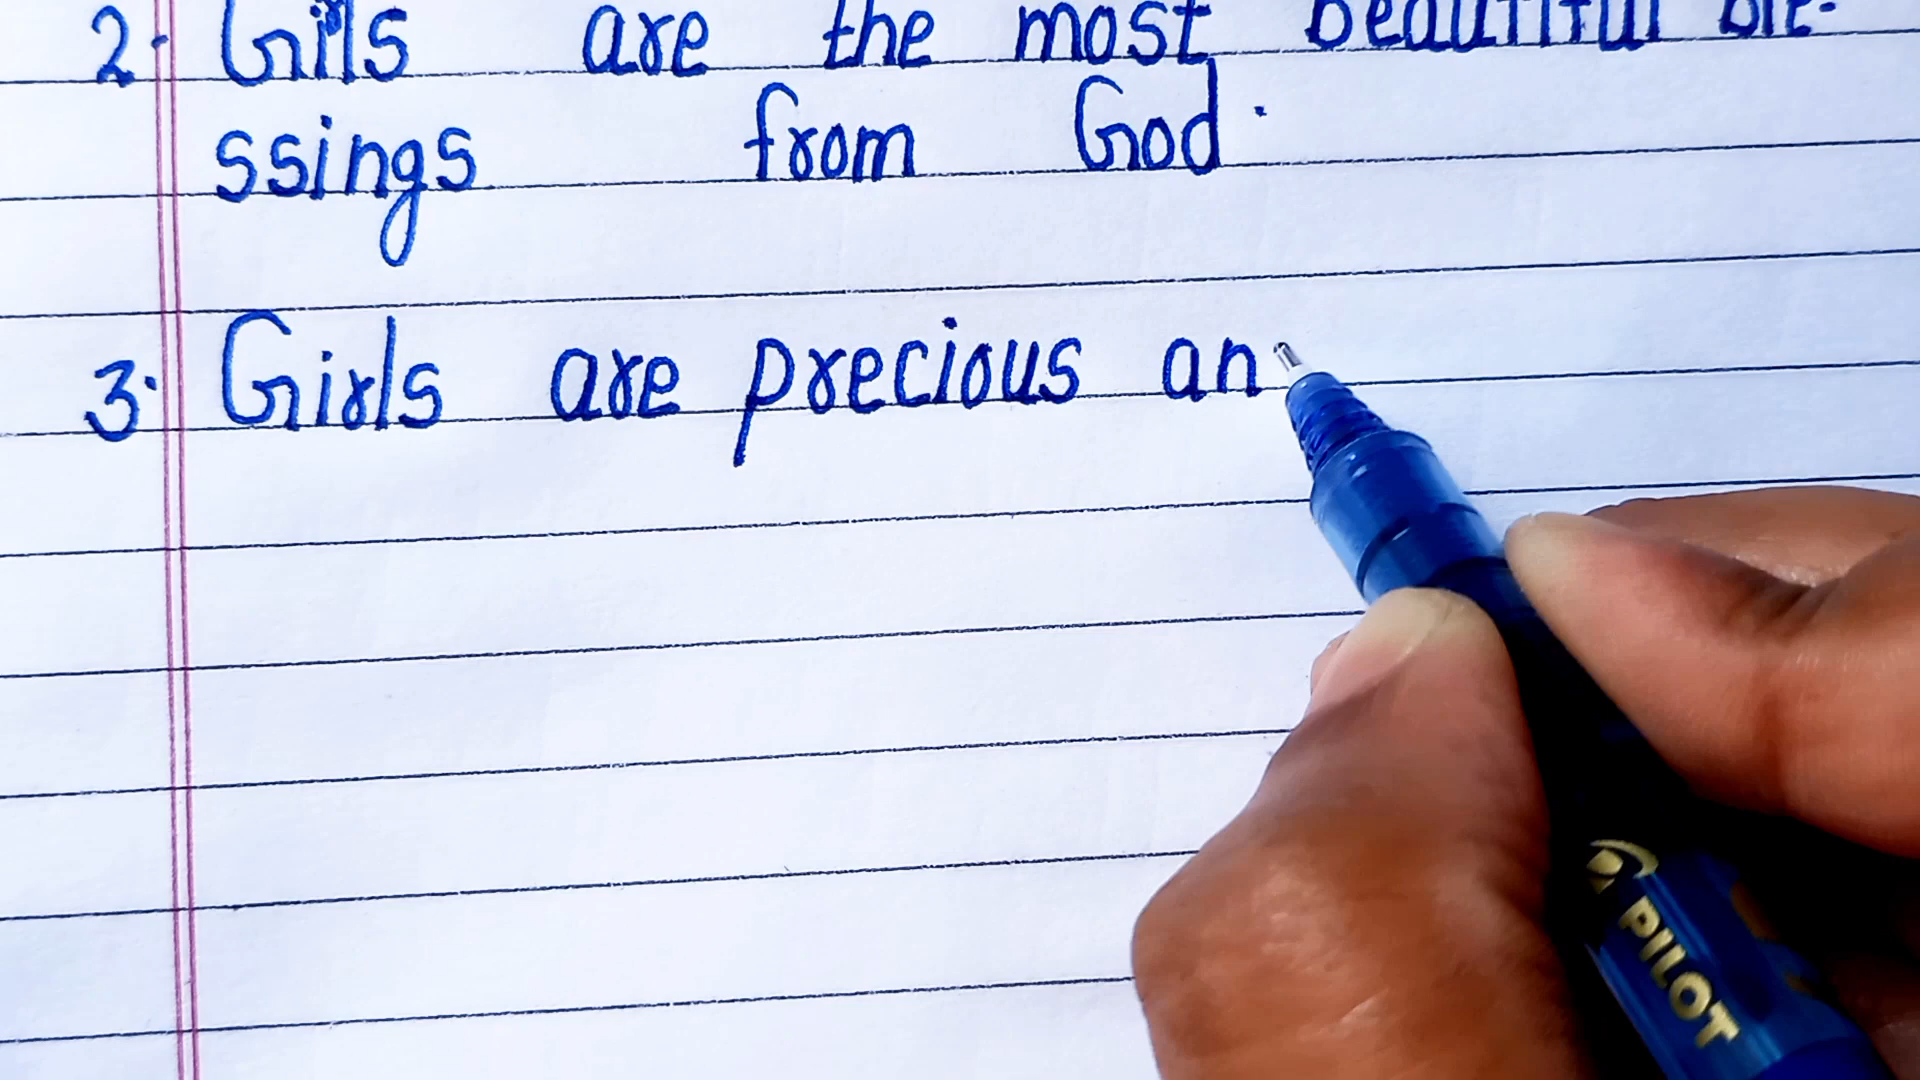 2. Girls are the most beautiful ble-
ssings from God.
3. Girls are precious an
PILOT